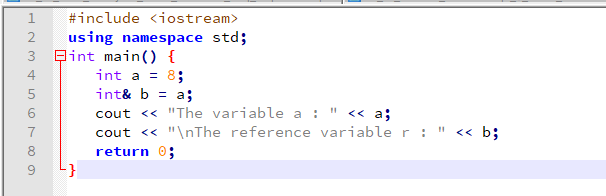 1 #include <iostream>
2 using namespace std;
3 int main() {
4 int a = 8;
5 int& b = a;
6 cout << "The variable a : " << a;
7 cout << "\nThe reference variable r : " << b;
8 return 0;
9 }